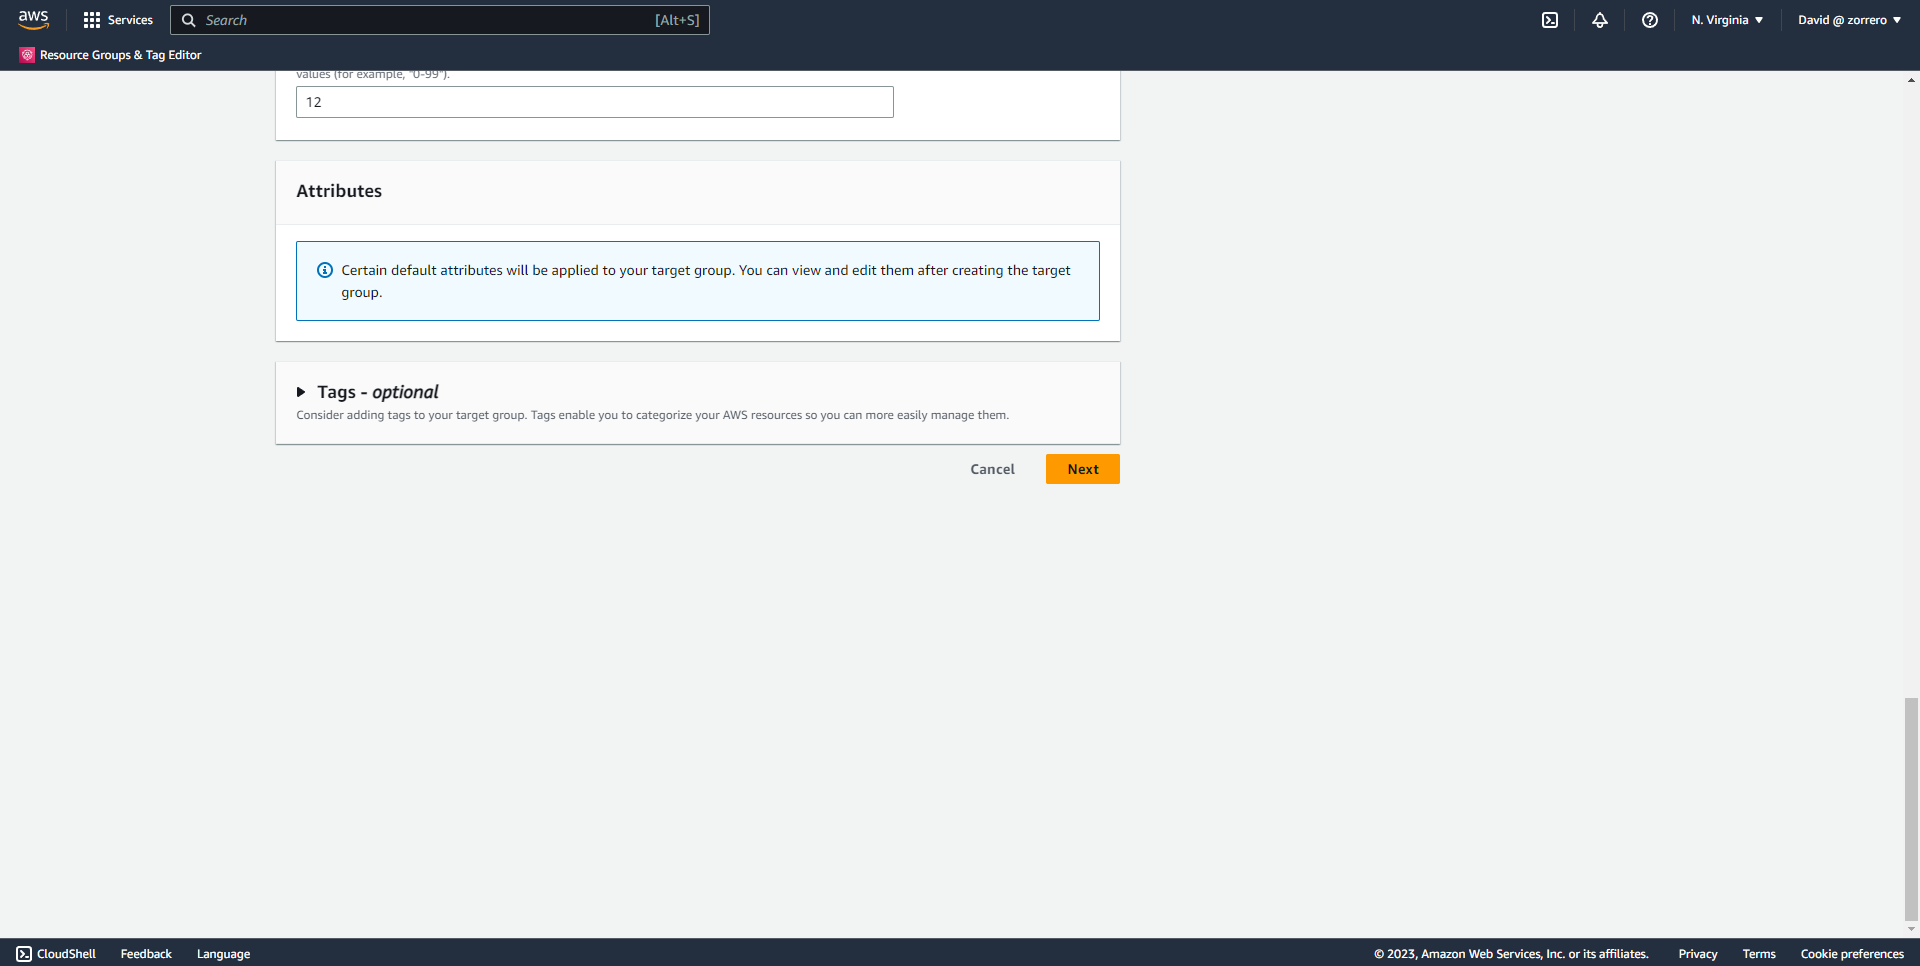 aws
Services
Search
[Alt+S]
N. Virginia
David @ zorrero
Resource Groups & Tag Editor
values (for example, "0-99").
12
Attributes
Certain default attributes will be applied to your target group. You can view and edit them after creating the target
group.
Tags - optional
Consider adding tags to your target group. Tags enable you to categorize your AWS resources so you can more easily manage them.
Cancel
Next
CloudShell
Feedback
Language
© 2023, Amazon Web Services, Inc. or its affiliates.
Privacy
Terms
Cookie preferences